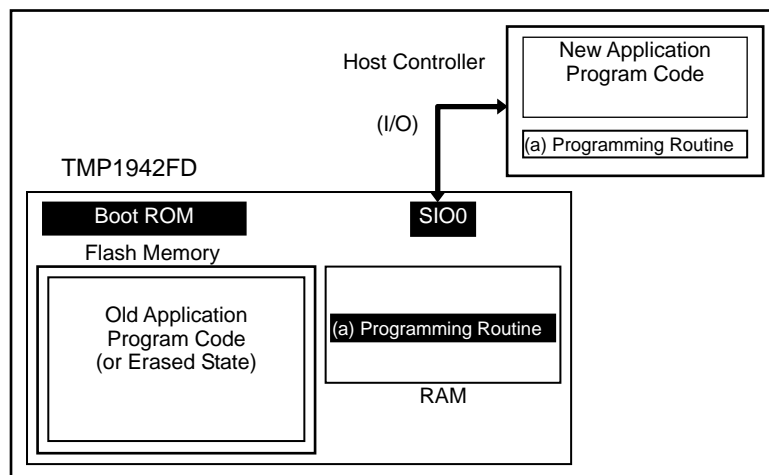 Host Controller
New Application
Program Code
(I/O)
(a) Programming Routine
TMP1942FD
Boot ROM
SIO0
Flash Memory
Old Application
Program Code
(or Erased State)
(a) Programming Routine
RAM